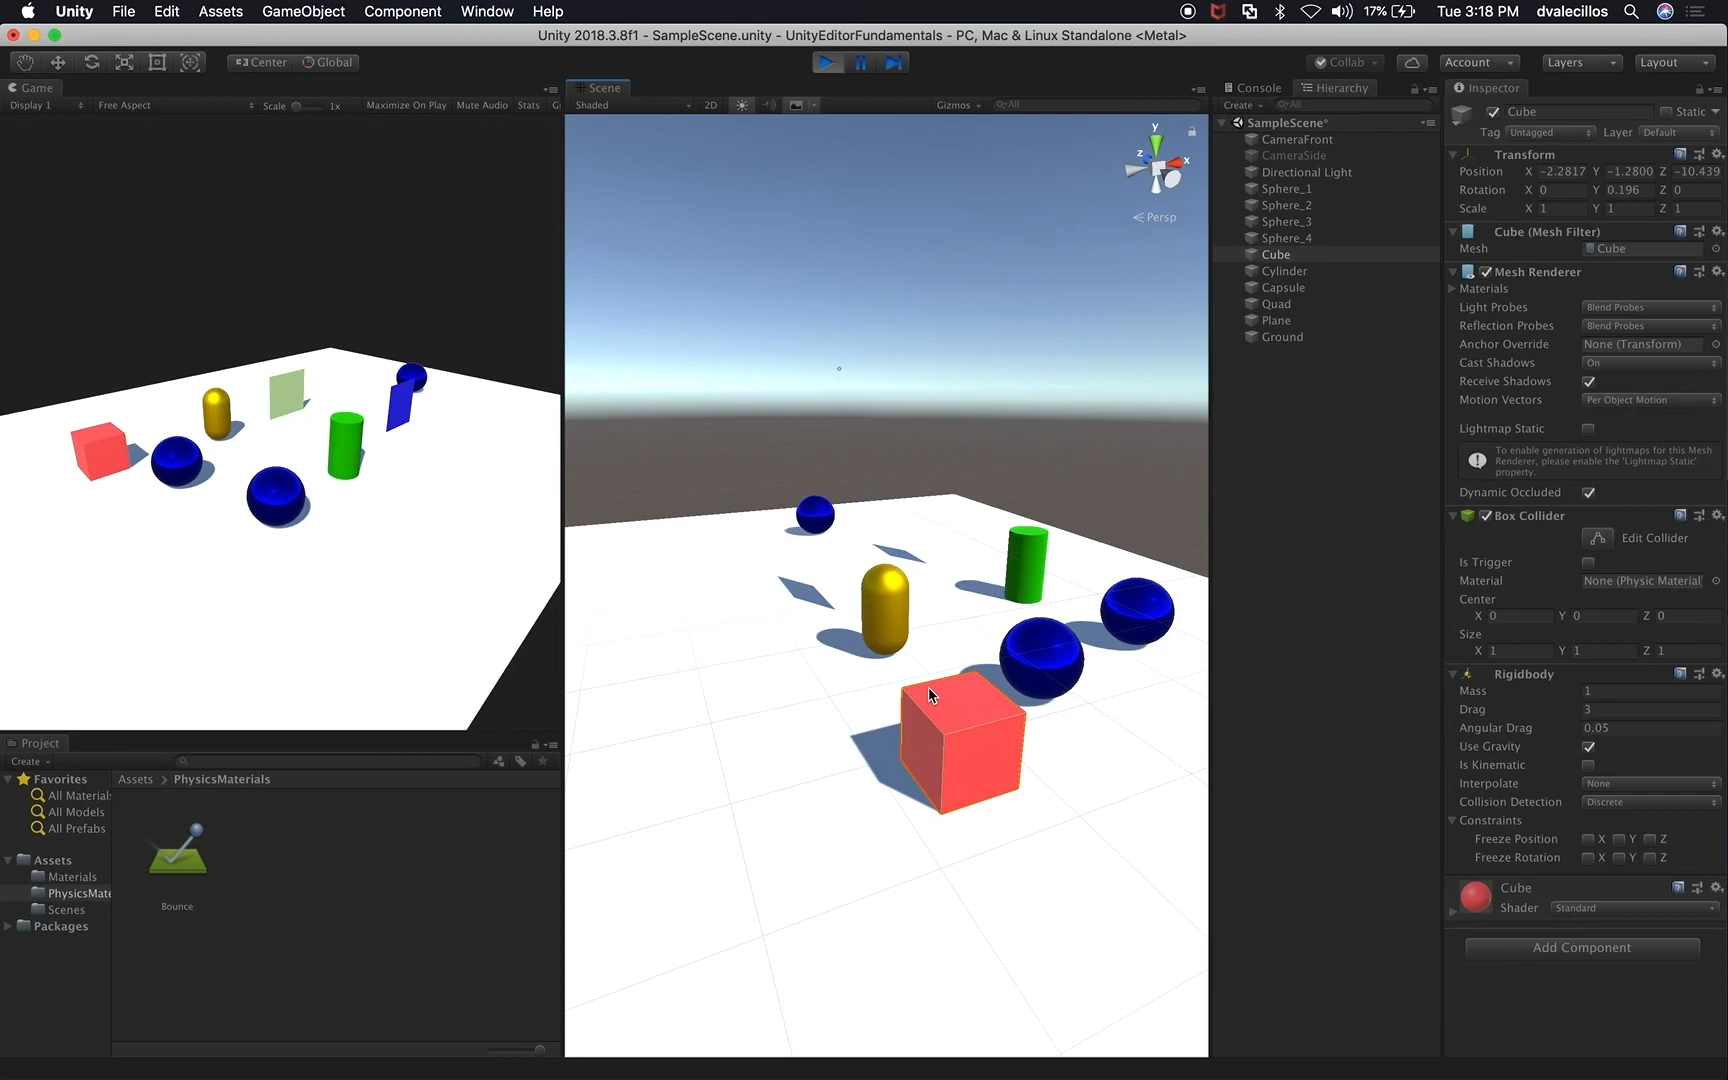 Unity File Edit Assets GameObject Component Window Help 17% Tue 3:18 PM dvalecillos
Unity 2018.3.8f1 - SampleScene.unity - UnityEditorFundamentals - PC, Mac & Linux Standalone <Metal>
Center Global Collab Account Layers Layout
Game
Display 1 Free Aspect Scale 1x Maximize On Play Mute Audio Stats Gi
Scene
Shaded 2D Gizmos All
y
z
x
Persp
Console Hierarchy
Create All
SampleScene*
CameraFront
CameraSide
Directional Light
Sphere_1
Sphere_2
Sphere_3
Sphere_4
Cube
Cylinder
Capsule
Quad
Plane
Ground
Inspector
Cube Static
Tag Untagged Layer Default
Transform
Position X -2.2817 Y -1.2800 Z -10.439
Rotation X 0 Y 0.196 Z 0
Scale X 1 Y 1 Z 1
Cube (Mesh Filter)
Mesh Cube
Mesh Renderer
Materials
Light Probes Blend Probes
Reflection Probes Blend Probes
Anchor Override None (Transform)
Cast Shadows On
Receive Shadows
Motion Vectors Per Object Motion
Lightmap Static
To enable generation of lightmaps for this Mesh
Renderer, please enable the 'Lightmap Static'
property.
Dynamic Occluded
Box Collider
Edit Collider
Is Trigger
Material None (Physic Material)
Center
X 0 Y 0 Z 0
Size
X 1 Y 1 Z 1
Rigidbody
Mass 1
Drag 3
Angular Drag 0.05
Use Gravity
Is Kinematic
Interpolate None
Collision Detection Discrete
Constraints
Freeze Position X Y Z
Freeze Rotation X Y Z
Cube
Shader Standard
Add Component
Project
Create
Favorites
All Materials
All Models
All Prefabs
Assets
Materials
PhysicsMate
Scenes
Packages
Assets > PhysicsMaterials
Bounce